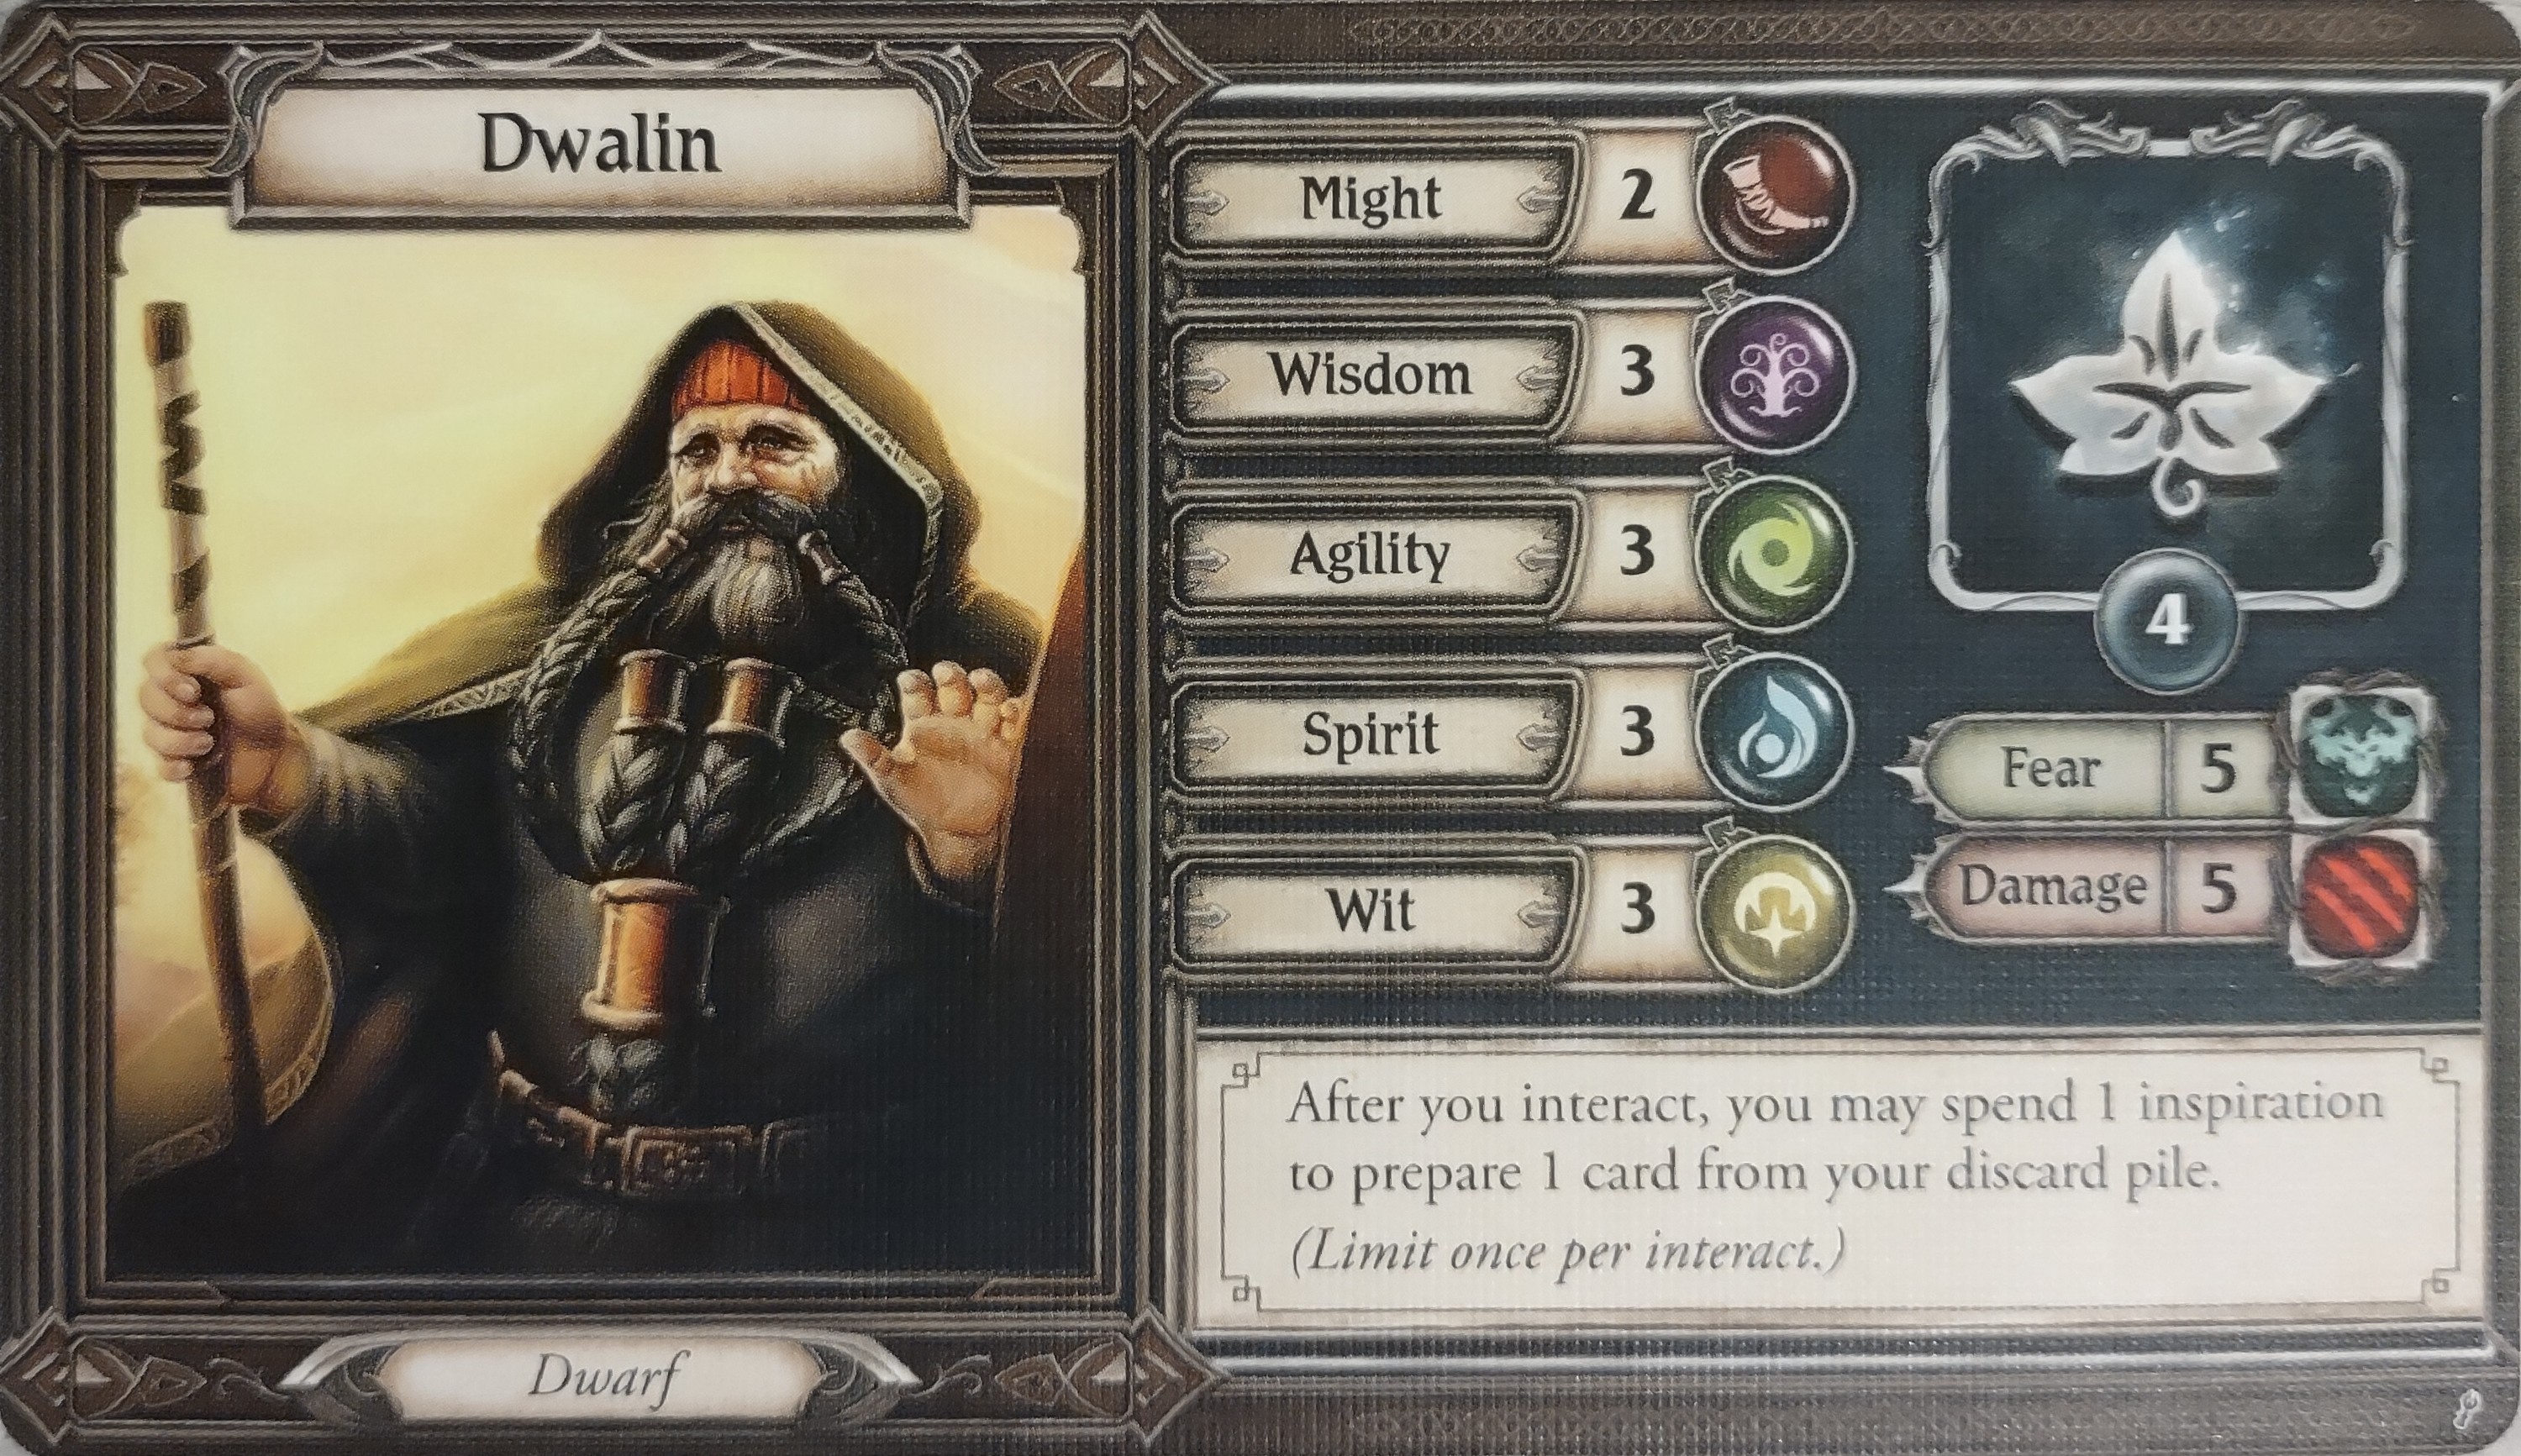 Dwalin
Might 2
Wisdom 3
Agility 3
Spirit 3
Wit 3
4
Fear 5
Damage 5
After you interact, you may spend 1 inspiration
to prepare 1 card from your discard pile.
(Limit once per interact.)
Dwarf